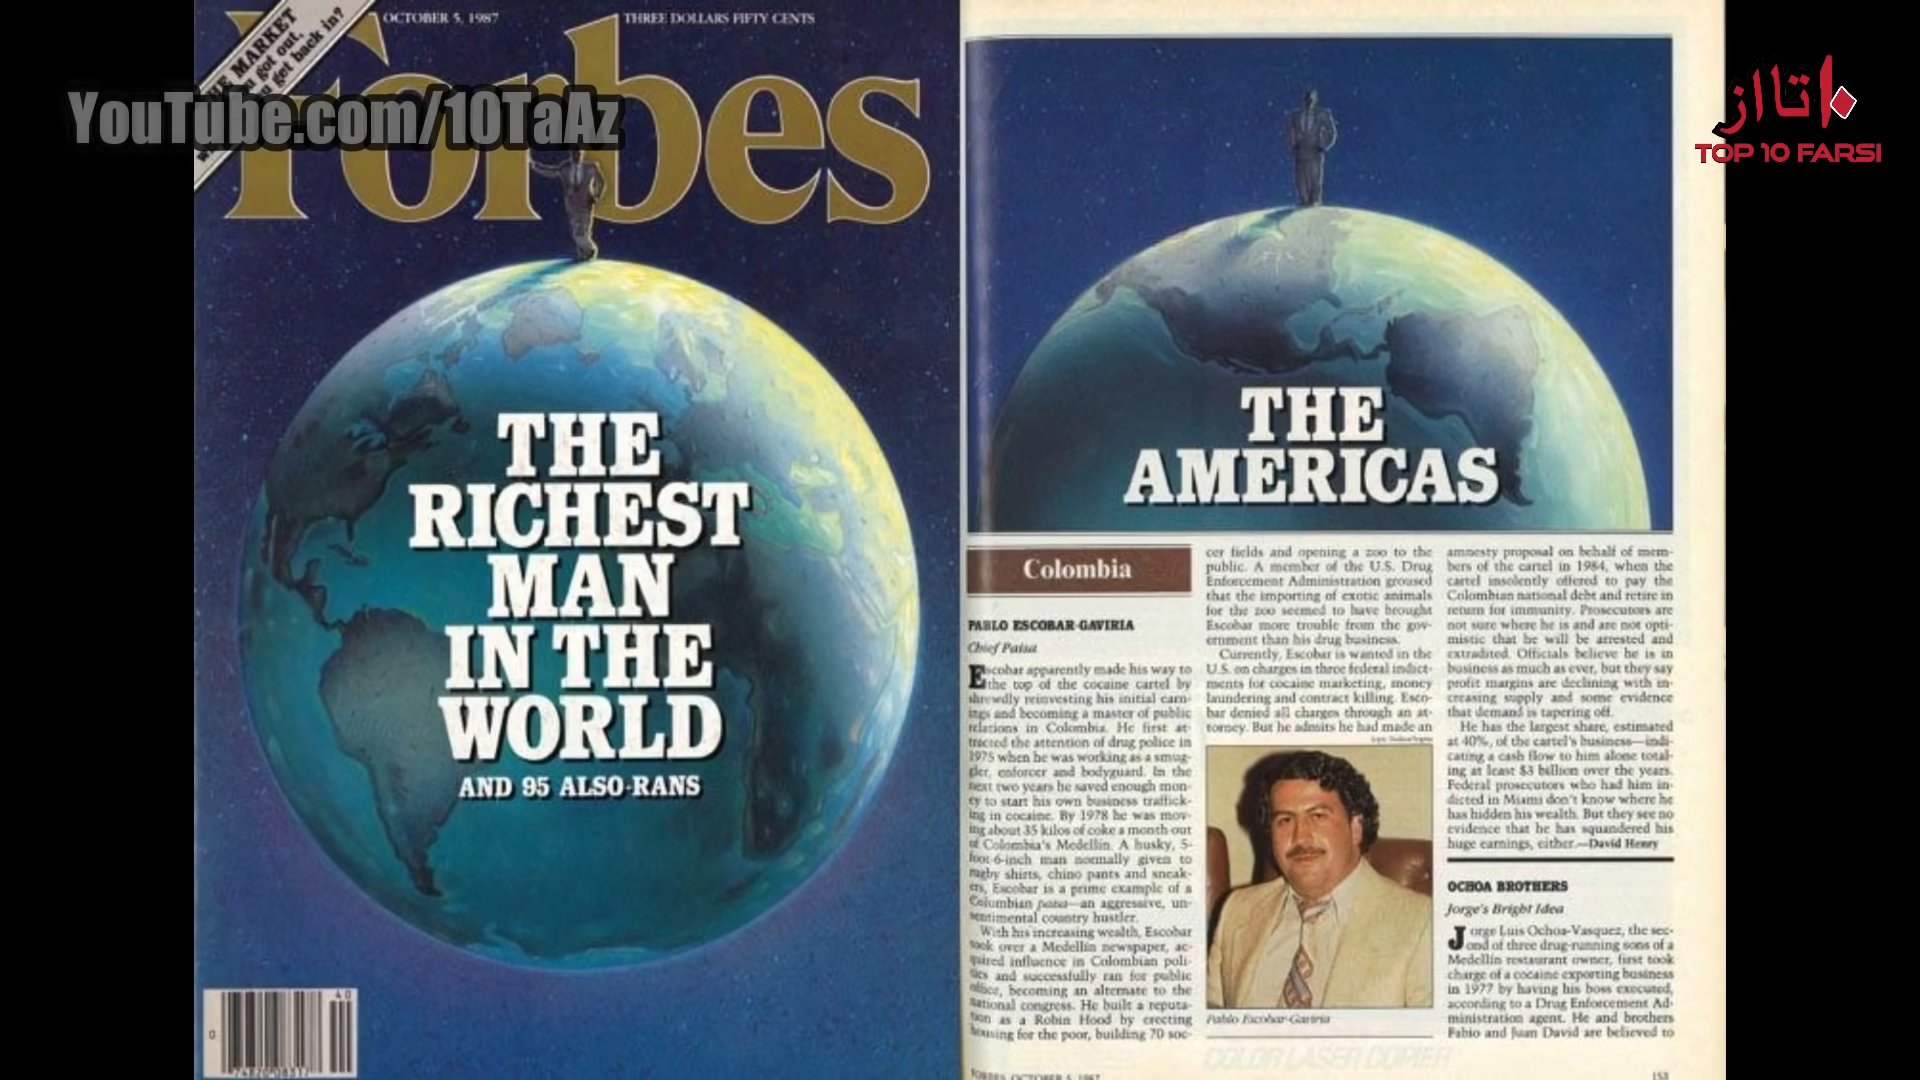 THE MARKET
got out,
get back in?
OCTOBER 5, 1987
THREE DOLLARS FIFTY CENTS
Forbes
YouTube.com/10TaAz
THE
RICHEST
MAN
IN THE
WORLD
AND 95 ALSO-RANS
40
0
۱۰تااز
TOP 10 FARSI
THE
AMERICAS
Colombia
PABLO ESCOBAR-GAVIRIA
Chief Paisa
Escobar apparently made his way to
the top of the cocaine cartel by
shrewdly reinvesting his initial earn-
ings and becoming a master of public
relations in Colombia. He first at-
tracted the attention of drug police in
1975 when he was working as a smug-
gler, enforcer and bodyguard. In the
next two years he saved enough mon-
ey to start his own business traffick-
ing in cocaine. By 1978 he was mov-
ing about 35 kilos of coke a month out
of Colombia's Medellin. A husky, 5-
foot-6-inch man normally given to
rugby shirts, chino pants and sneak-
ers, Escobar is a prime example of a
Colombian paisa—an aggressive, un-
sentimental country hustler.
With his increasing wealth, Escobar
took over a Medellin newspaper, ac-
quired influence in Colombian poli-
tics and successfully ran for public
office, becoming an alternate to the
national congress. He built a reputa-
tion as a Robin Hood by erecting
housing for the poor, building 70 soc-
cer fields and opening a zoo to the
public. A member of the U.S. Drug
Enforcement Administration groused
that the importing of exotic animals
for the zoo seemed to have brought
Escobar more trouble from the gov-
ernment than his drug business.
Currently, Escobar is wanted in the
U.S. on charges in three federal indict-
ments for cocaine marketing, money
laundering and contract killing. Esco-
bar denied all charges through an at-
torney. But he admits he had made an
Pablo Escobar-Gaviria
amnesty proposal on behalf of mem-
bers of the cartel in 1984, when the
cartel insolently offered to pay the
Colombian national debt and retire in
return for immunity. Prosecutors are
not sure where he is and are not opti-
mistic that he will be arrested and
extradited. Officials believe he is in
business as much as ever, but they say
profit margins are declining with in-
creasing supply and some evidence
that demand is tapering off.
He has the largest share, estimated
at 40%, of the cartel's business—indi-
cating a cash flow to him alone total-
ing at least $3 billion over the years.
Federal prosecutors who had him in-
dicted in Miami don't know where he
has hidden his wealth. But they see no
evidence that he has squandered his
huge earnings, either.—David Henry
OCHOA BROTHERS
Jorge's Bright Idea
Jorge Luis Ochoa-Vasquez, the sec-
ond of three drug-running sons of a
Medellin restaurant owner, first took
charge of a cocaine exporting business
in 1977 by having his boss executed,
according to a Drug Enforcement Ad-
ministration agent. He and brothers
Fabio and Juan David are believed to
COLOR LASER COPIER
FORBES, OCTOBER 5, 1987
153